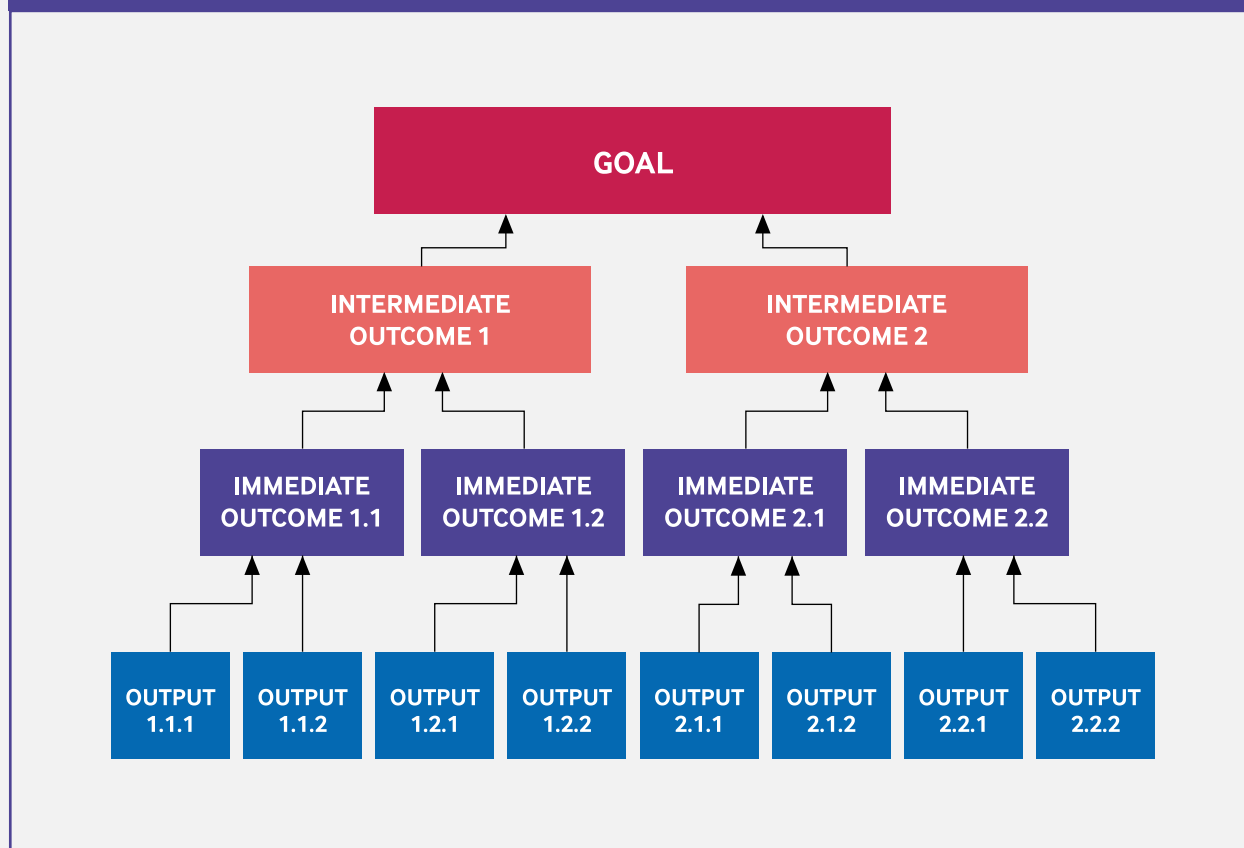 GOAL
INTERMEDIATE
OUTCOME 1
INTERMEDIATE
OUTCOME 2
IMMEDIATE
OUTCOME 1.1
IMMEDIATE
OUTCOME 1.2
IMMEDIATE
OUTCOME 2.1
IMMEDIATE
OUTCOME 2.2
OUTPUT
1.1.1
OUTPUT
1.1.2
OUTPUT
1.2.1
OUTPUT
1.2.2
OUTPUT
2.1.1
OUTPUT
2.1.2
OUTPUT
2.2.1
OUTPUT
2.2.2